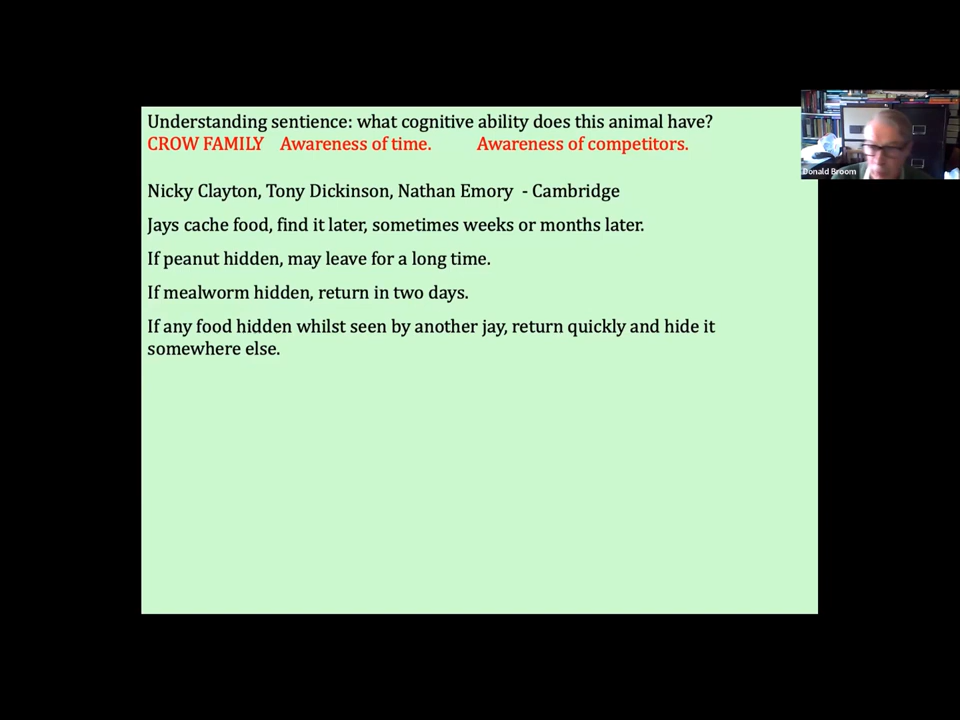 Understanding sentience: what cognitive ability does this animal have?
CROW FAMILY Awareness of time. Awareness of competitors.
Donald Broom
Nicky Clayton, Tony Dickinson, Nathan Emory - Cambridge
Jays cache food, find it later, sometimes weeks or months later.
If peanut hidden, may leave for a long time.
If mealworm hidden, return in two days.
If any food hidden whilst seen by another jay, return quickly and hide it
somewhere else.